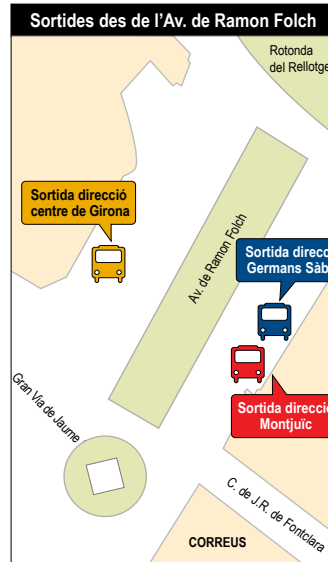 Sortides des de l'Av. de Ramon Folch
Rotonda
del Rellotge
Sortida direcció
centre de Girona
Av. de Ramon Folch
Sortida direcc
Germans Sàb
Sortida direcció
Montjuïc
Gran Via de Jaume
C. de J.R. de Fontclara
CORREUS